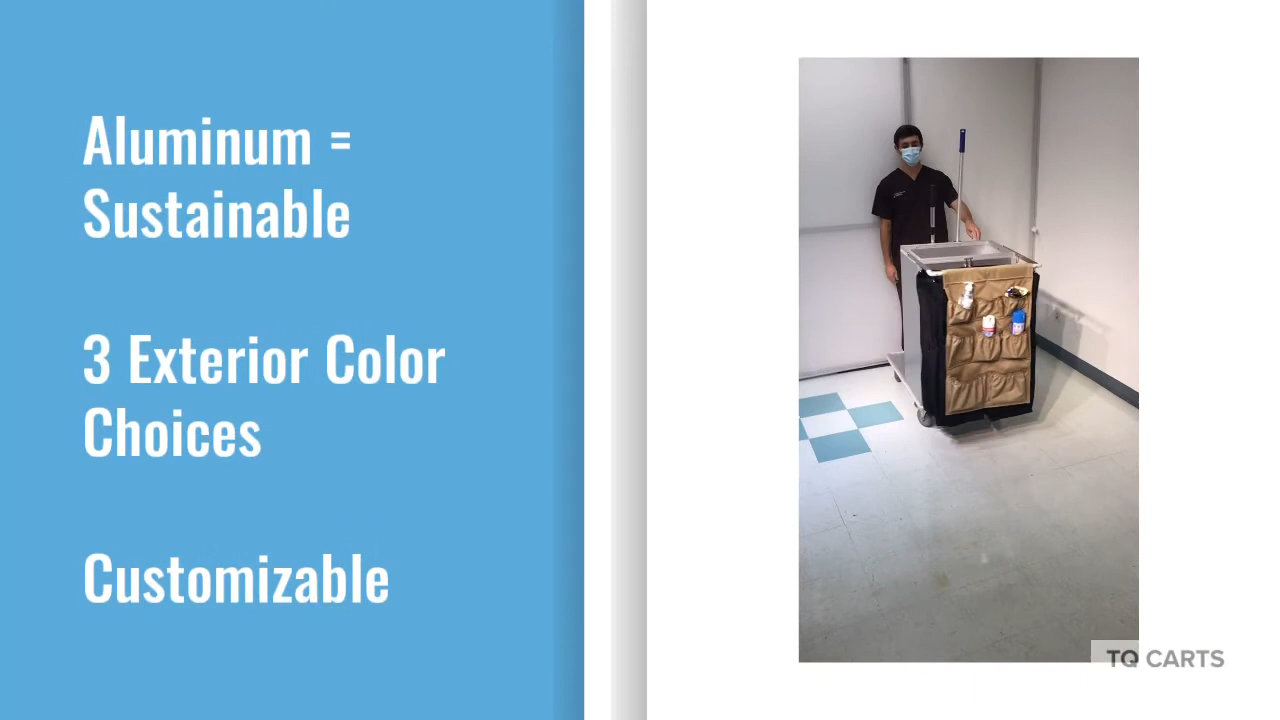 Aluminum =
Sustainable
3 Exterior Color
Choices
Customizable
TQ CARTS